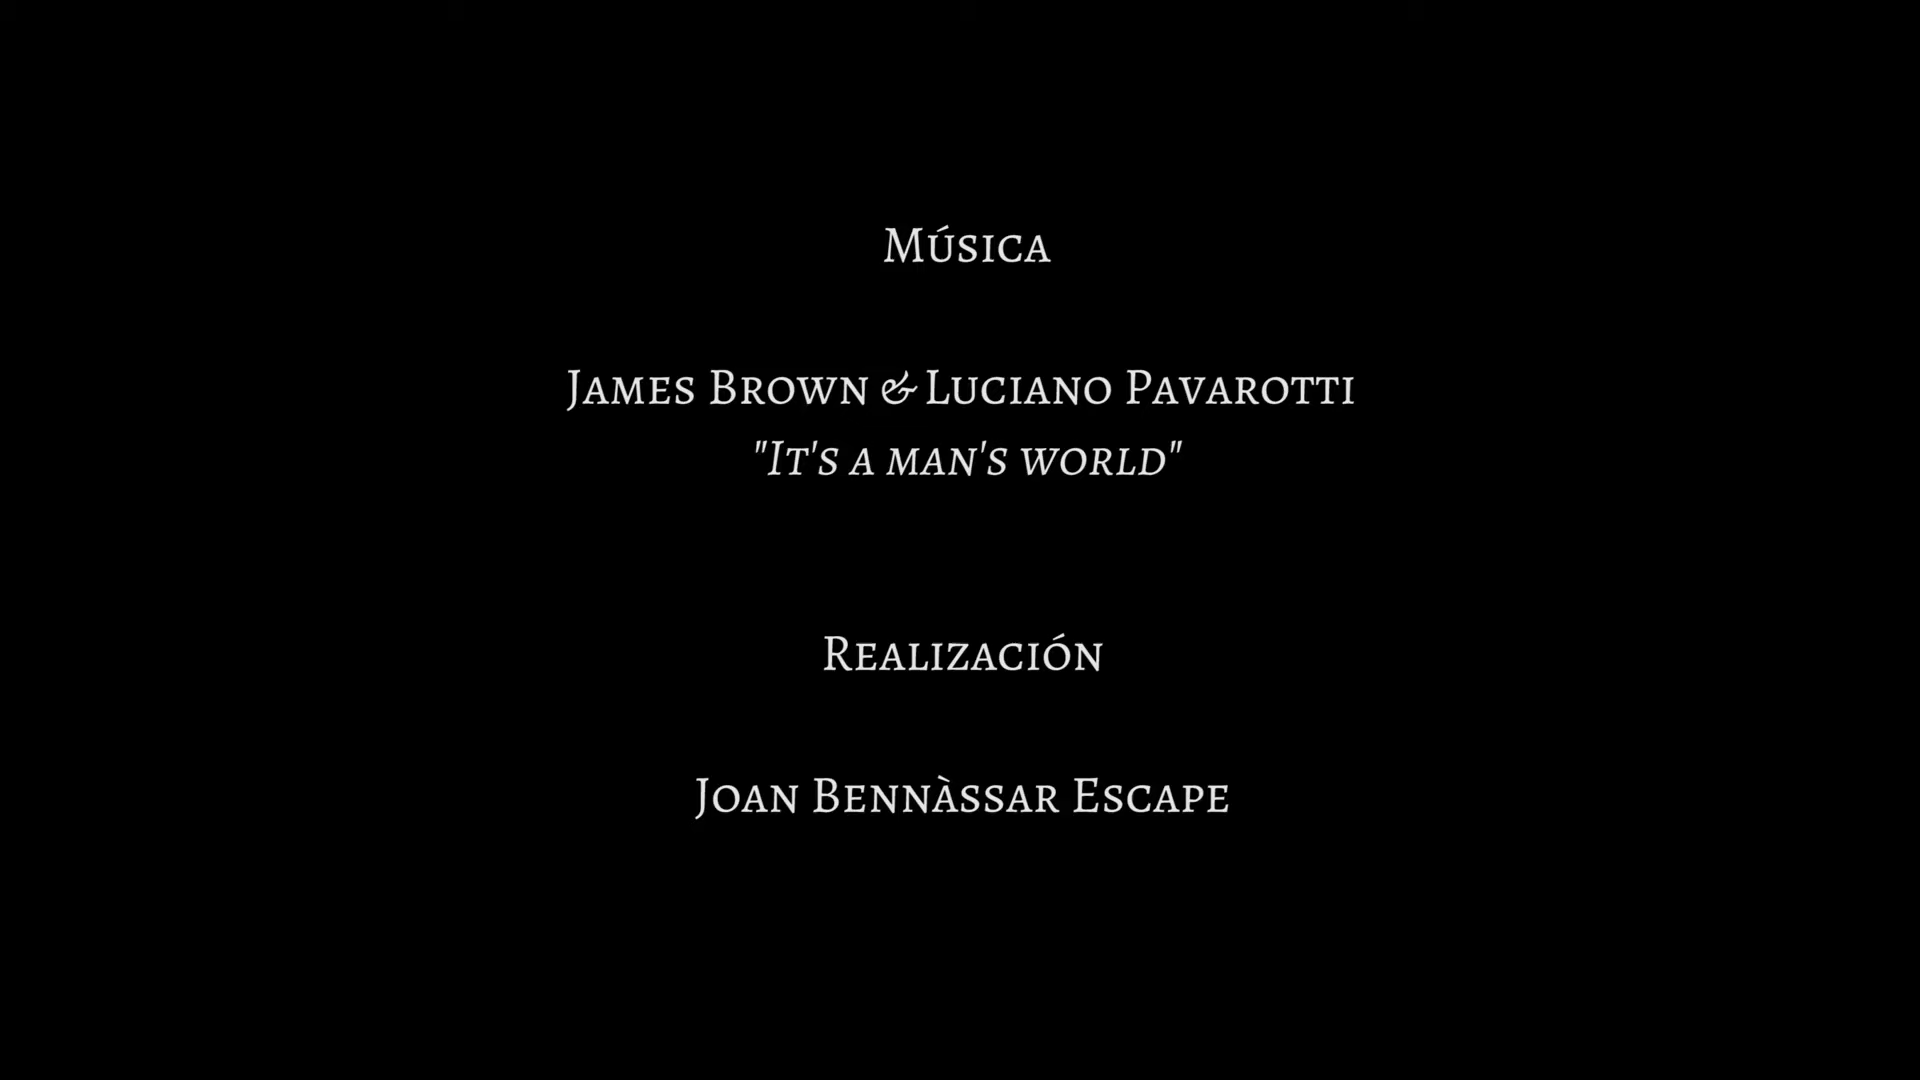 Música
James Brown & Luciano Pavarotti
"It's a man's world"
Realización
Joan Bennàssar Escape